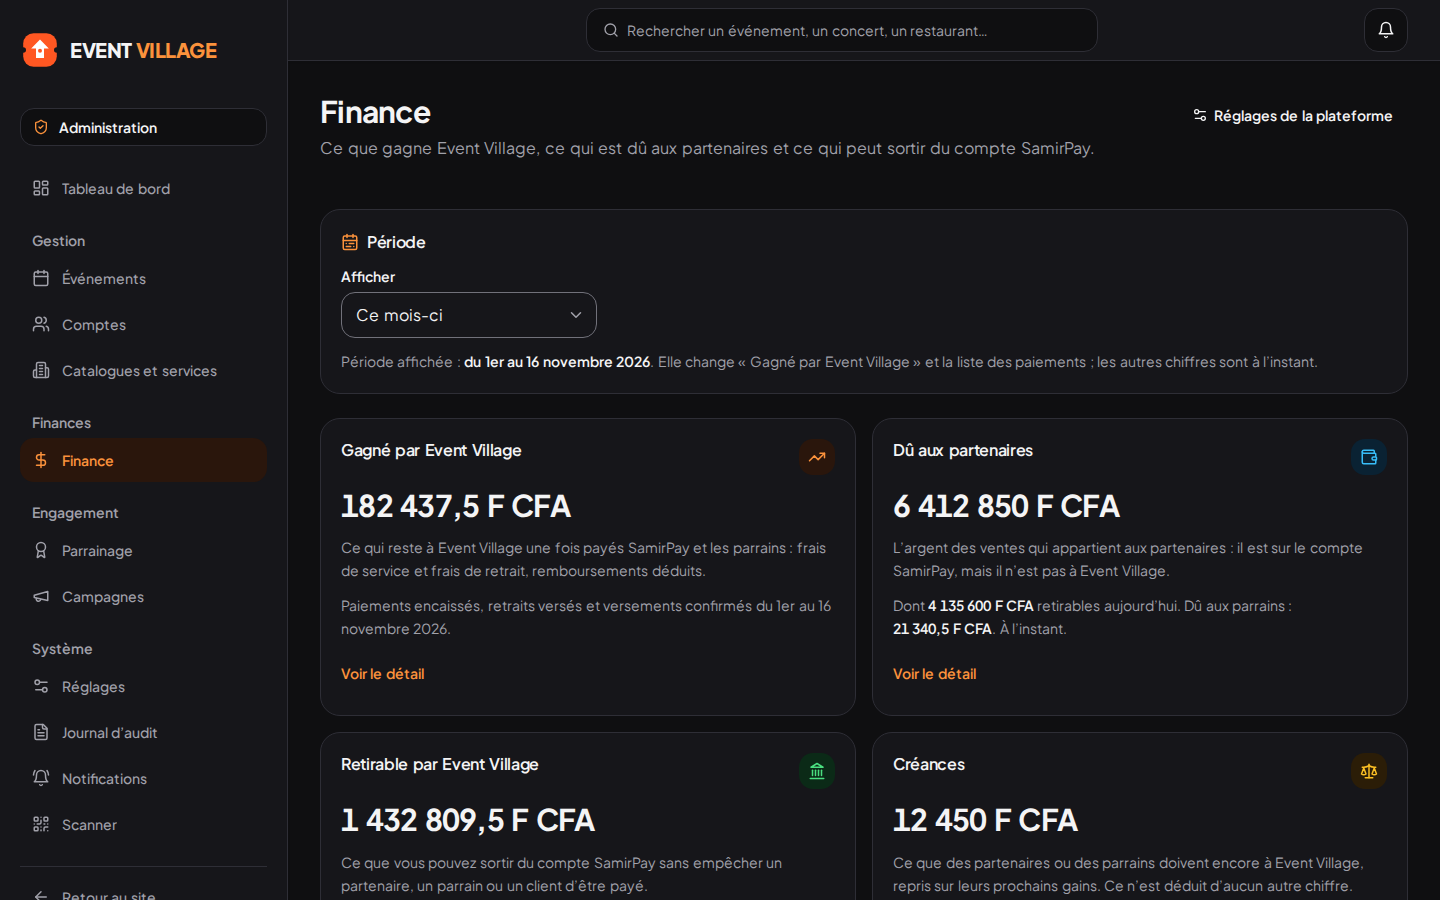 EVENT VILLAGE
Administration
Tableau de bord
Gestion
Événements
Comptes
Catalogues et services
Finances
Finance
Engagement
Parrainage
Campagnes
Système
Réglages
Journal d’audit
Notifications
Scanner
Retour au site
Rechercher un événement, un concert, un restaurant…
Finance
Réglages de la plateforme
Ce que gagne Event Village, ce qui est dû aux partenaires et ce qui peut sortir du compte SamirPay.
Période
Afficher
Ce mois-ci
Période affichée : du 1er au 16 novembre 2026. Elle change « Gagné par Event Village » et la liste des paiements ; les autres chiffres sont à l’instant.
Gagné par Event Village
182 437,5 F CFA
Ce qui reste à Event Village une fois payés SamirPay et les parrains : frais
de service et frais de retrait, remboursements déduits.
Paiements encaissés, retraits versés et versements confirmés du 1er au 16
novembre 2026.
Voir le détail
Dû aux partenaires
6 412 850 F CFA
L’argent des ventes qui appartient aux partenaires : il est sur le compte
SamirPay, mais il n’est pas à Event Village.
Dont 4 135 600 F CFA retirables aujourd’hui. Dû aux parrains :
21 340,5 F CFA. À l’instant.
Voir le détail
Retirable par Event Village
1 432 809,5 F CFA
Ce que vous pouvez sortir du compte SamirPay sans empêcher un
partenaire, un parrain ou un client d’être payé.
Créances
12 450 F CFA
Ce que des partenaires ou des parrains doivent encore à Event Village,
repris sur leurs prochains gains. Ce n’est déduit d’aucun autre chiffre.